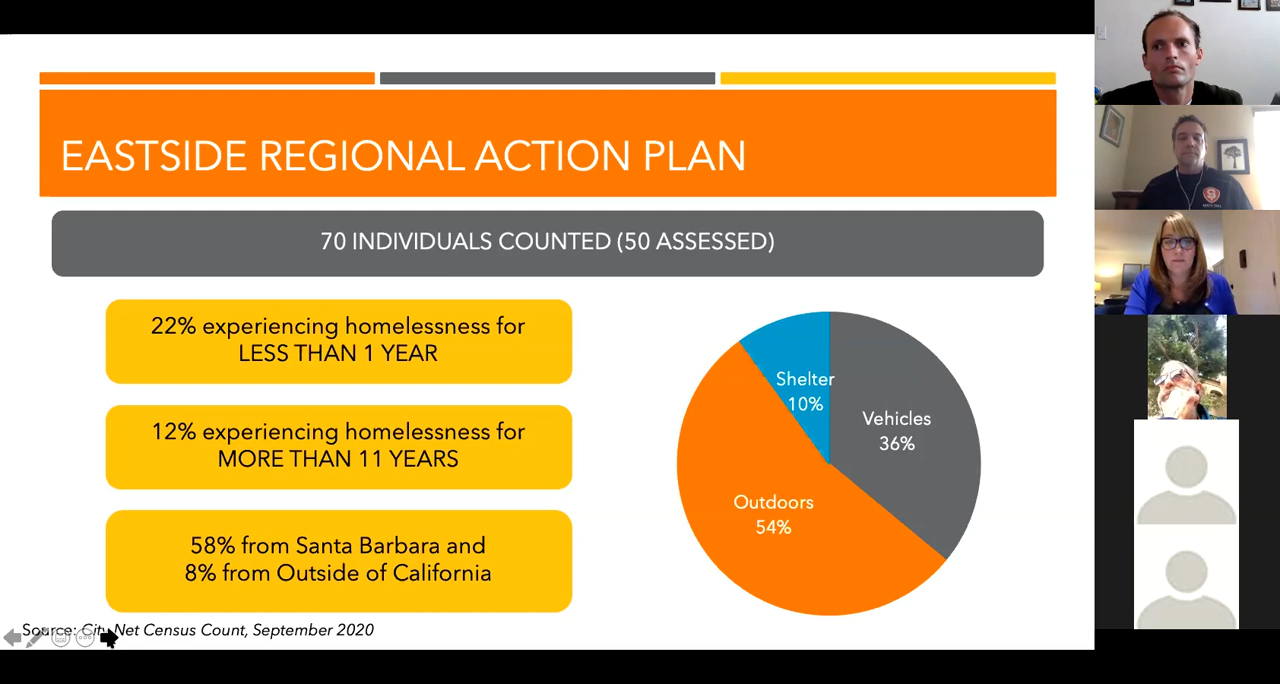 EASTSIDE REGIONAL ACTION PLAN
70 INDIVIDUALS COUNTED (50 ASSESSED)
22% experiencing homelessness for
LESS THAN 1 YEAR
12% experiencing homelessness for
MORE THAN 11 YEARS
58% from Santa Barbara and
8% from Outside of California
Shelter
10%
Vehicles
36%
Outdoors
54%
Source: City Net Census Count, September 2020